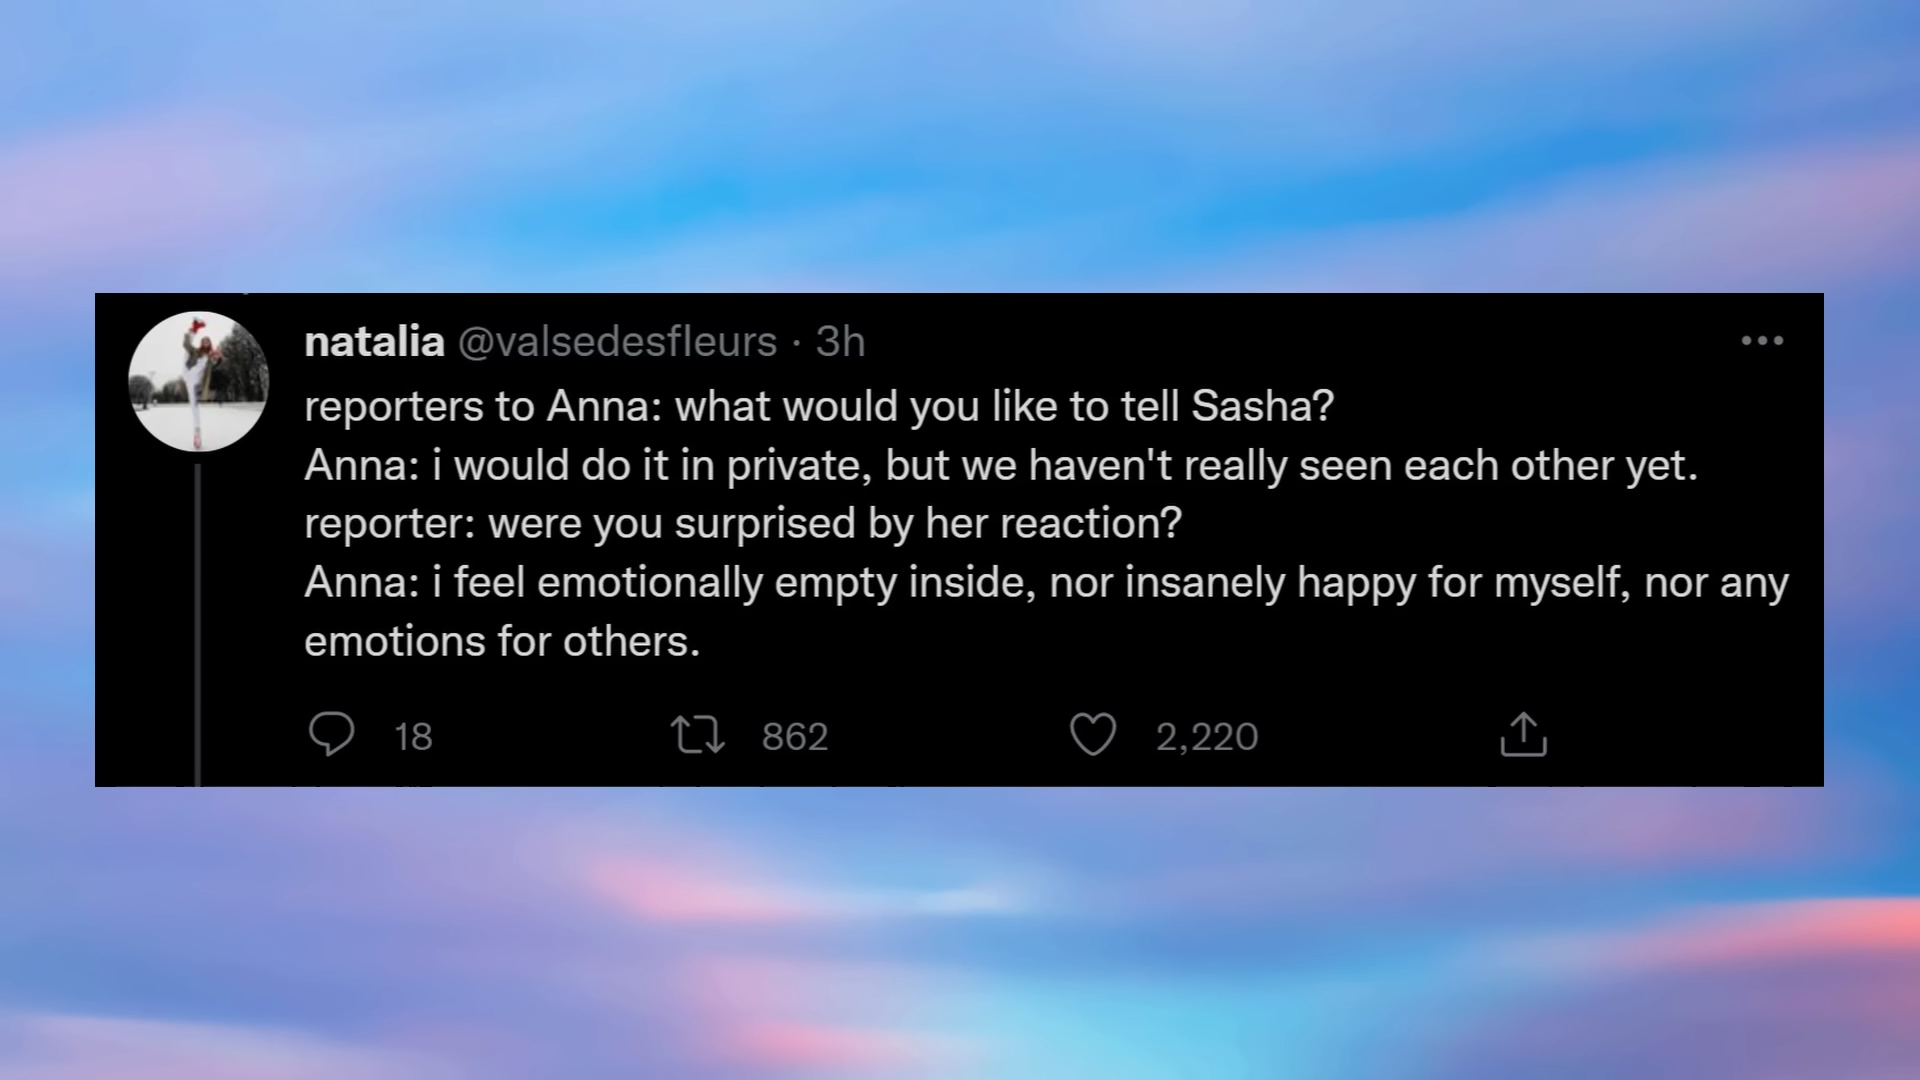 natalia @valsedesfleurs · 3h
reporters to Anna: what would you like to tell Sasha?
Anna: i would do it in private, but we haven't really seen each other yet.
reporter: were you surprised by her reaction?
Anna: i feel emotionally empty inside, nor insanely happy for myself, nor any
emotions for others.
18 862 2,220